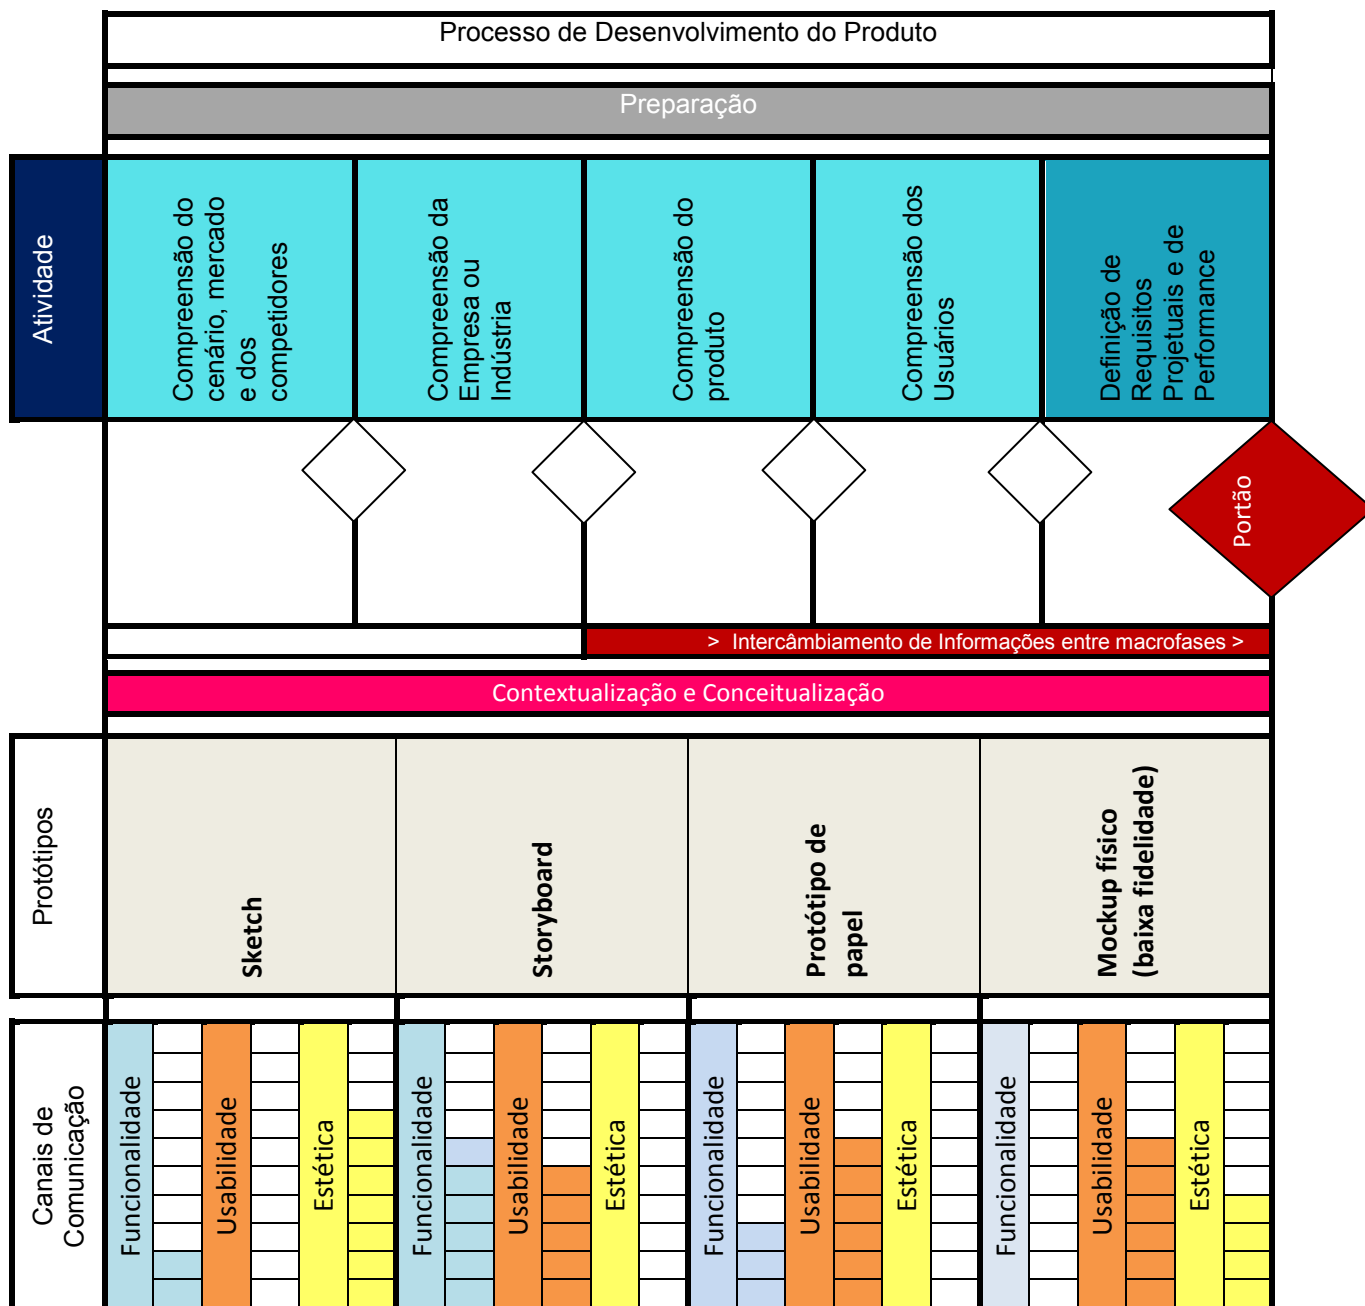 Processo de Desenvolvimento do Produto
Preparação
Atividade
Compreensão do
cenário, mercado
e dos
competidores
Compreensão da
Empresa ou
Indústria
Compreensão do
produto
Compreensão dos
Usuários
Definição de
Requisitos
Projetuais e de
Performance
Portão
> Intercâmbiamento de Informações entre macrofases >
Contextualização e Conceitualização
Protótipos
Sketch
Storyboard
Protótipo de
papel
Mockup físico
(baixa fidelidade)
Canais de
Comunicação
Funcionalidade
Usabilidade
Estética
Funcionalidade
Usabilidade
Estética
Funcionalidade
Usabilidade
Estética
Funcionalidade
Usabilidade
Estética